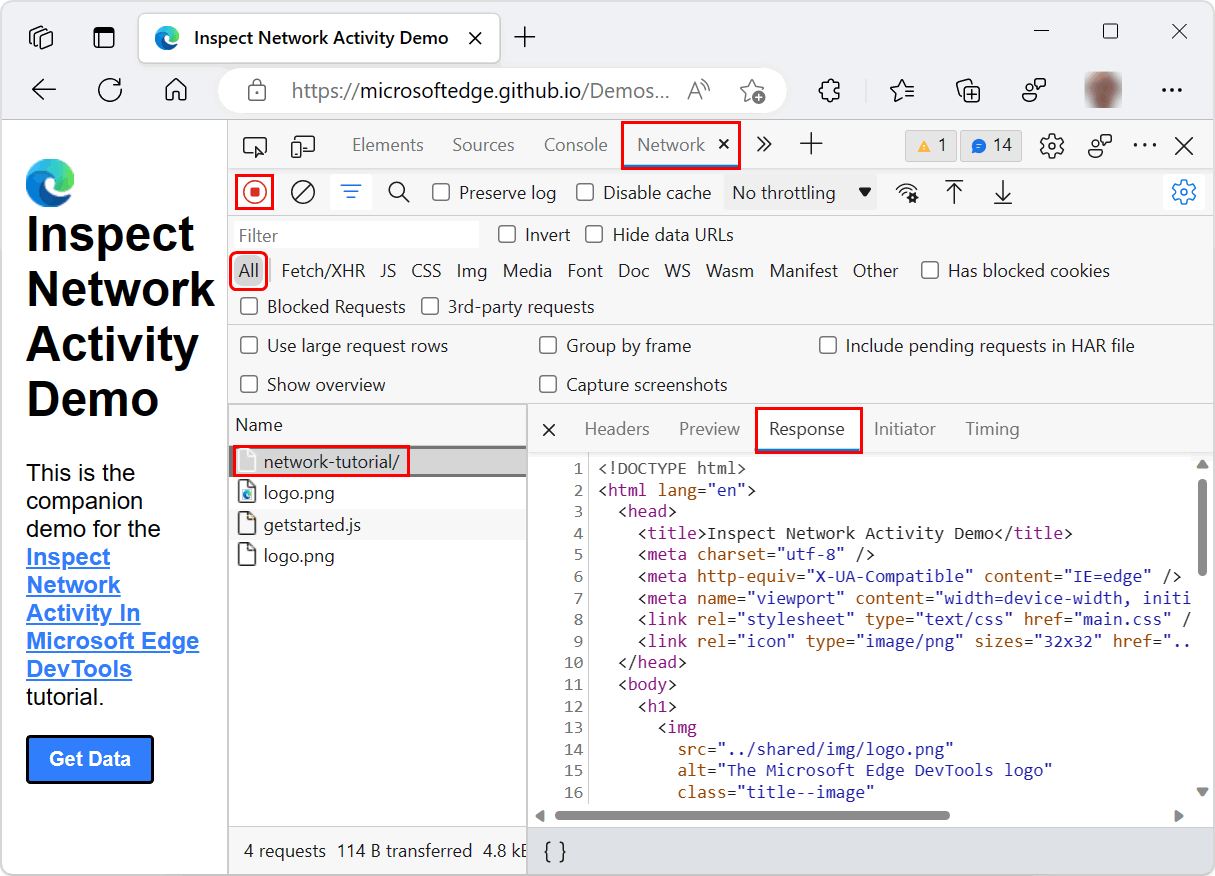 Inspect Network Activity Demo
https://microsoftedge.github.io/Demos...
Inspect
Network
Activity
Demo
This is the
companion
demo for the
Inspect
Network
Activity In
Microsoft Edge
DevTools
tutorial.
Get Data
Elements Sources Console Network 1 14
Preserve log Disable cache No throttling
Filter Invert Hide data URLs
All Fetch/XHR JS CSS Img Media Font Doc WS Wasm Manifest Other Has blocked cookies
Blocked Requests 3rd-party requests
Use large request rows Group by frame Include pending requests in HAR file
Show overview Capture screenshots
Name
network-tutorial/
logo.png
getstarted.js
logo.png
4 requests 114 B transferred 4.8 kB
Headers Preview Response Initiator Timing
1 <!DOCTYPE html>
2 <html lang="en">
3 <head>
4 <title>Inspect Network Activity Demo</title>
5 <meta charset="utf-8" />
6 <meta http-equiv="X-UA-Compatible" content="IE=edge" />
7 <meta name="viewport" content="width=device-width, initi
8 <link rel="stylesheet" type="text/css" href="main.css" /
9 <link rel="icon" type="image/png" sizes="32x32" href="..
10 </head>
11 <body>
12 <h1>
13 <img
14 src="../shared/img/logo.png"
15 alt="The Microsoft Edge DevTools logo"
16 class="title--image"
{ }